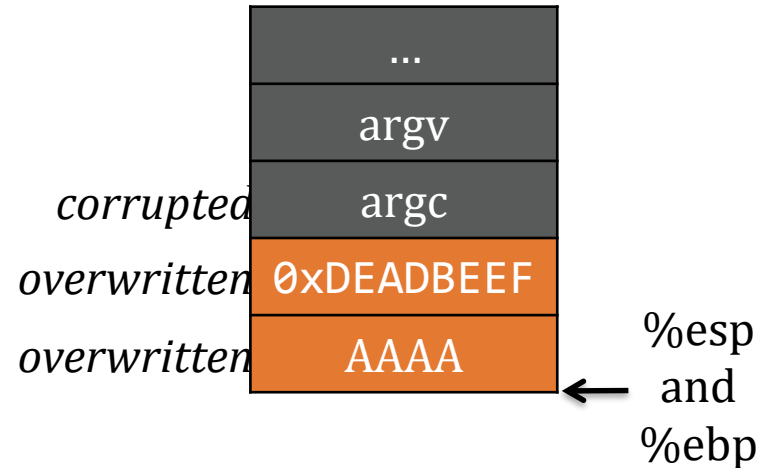 ...
argv
corrupted argc
overwritten 0xDEADBEEF
overwritten AAAA
%esp
and
%ebp